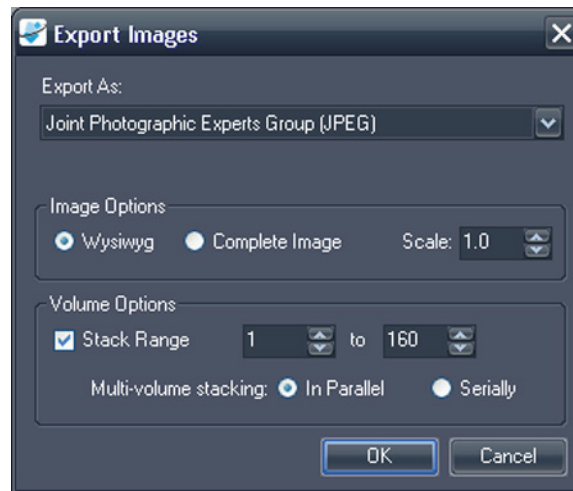 Export Images
Export As:
Joint Photographic Experts Group (JPEG)
Image Options
Wysiwyg Complete Image Scale: 1.0
Volume Options
Stack Range 1 to 160
Multi-volume stacking: In Parallel Serially
OK Cancel